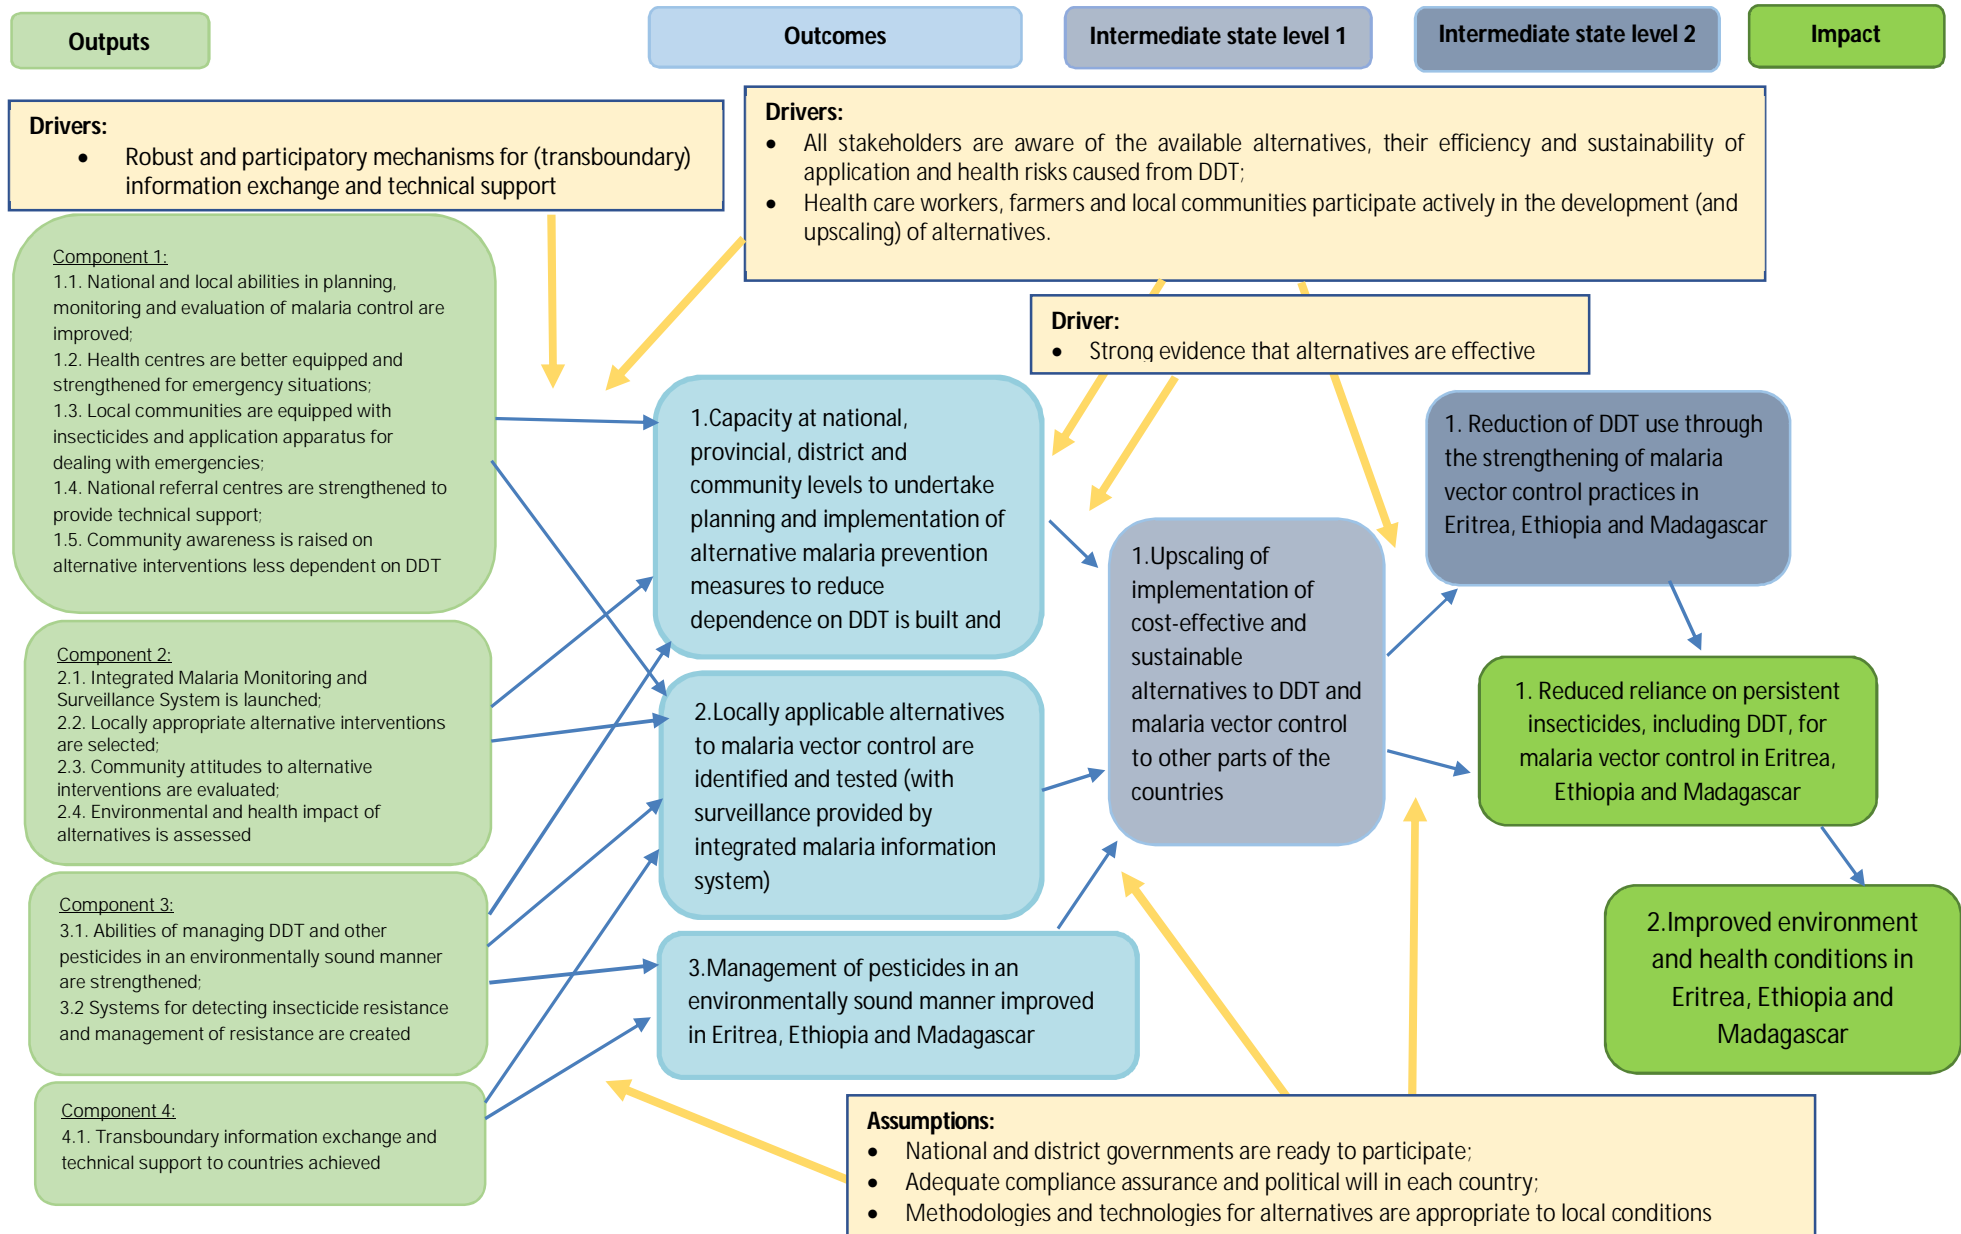 Outputs
Outcomes
Intermediate state level 1
Intermediate state level 2
Impact
Drivers:
• Robust and participatory mechanisms for (transboundary)
information exchange and technical support
Drivers:
• All stakeholders are aware of the available alternatives, their efficiency and sustainability of
application and health risks caused from DDT;
• Health care workers, farmers and local communities participate actively in the development (and
upscaling) of alternatives.
Driver:
• Strong evidence that alternatives are effective
Component 1:
1.1. National and local abilities in planning,
monitoring and evaluation of malaria control are
improved;
1.2. Health centres are better equipped and
strengthened for emergency situations;
1.3. Local communities are equipped with
insecticides and application apparatus for
dealing with emergencies;
1.4. National referral centres are strengthened to
provide technical support;
1.5. Community awareness is raised on
alternative interventions less dependent on DDT
Component 2:
2.1. Integrated Malaria Monitoring and
Surveillance System is launched;
2.2. Locally appropriate alternative interventions
are selected;
2.3. Community attitudes to alternative
interventions are evaluated;
2.4. Environmental and health impact of
alternatives is assessed
Component 3:
3.1. Abilities of managing DDT and other
pesticides in an environmentally sound manner
are strengthened;
3.2 Systems for detecting insecticide resistance
and management of resistance are created
Component 4:
4.1. Transboundary information exchange and
technical support to countries achieved
1.Capacity at national,
provincial, district and
community levels to undertake
planning and implementation of
alternative malaria prevention
measures to reduce
dependence on DDT is built and
2.Locally applicable alternatives
to malaria vector control are
identified and tested (with
surveillance provided by
integrated malaria information
system)
3.Management of pesticides in an
environmentally sound manner improved
in Eritrea, Ethiopia and Madagascar
1.Upscaling of
implementation of
cost-effective and
sustainable
alternatives to DDT and
malaria vector control
to other parts of the
countries
1. Reduction of DDT use through
the strengthening of malaria
vector control practices in
Eritrea, Ethiopia and Madagascar
1. Reduced reliance on persistent
insecticides, including DDT, for
malaria vector control in Eritrea,
Ethiopia and Madagascar
2.Improved environment
and health conditions in
Eritrea, Ethiopia and
Madagascar
Assumptions:
• National and district governments are ready to participate;
• Adequate compliance assurance and political will in each country;
• Methodologies and technologies for alternatives are appropriate to local conditions